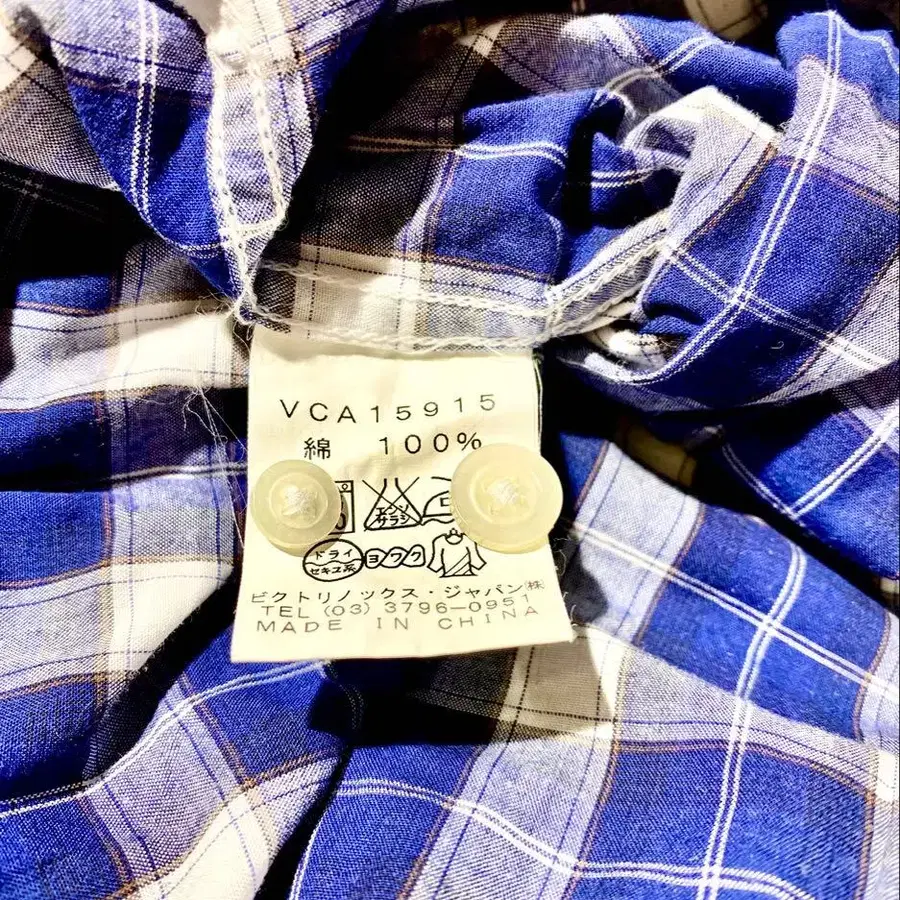 VCA15915
綿 100%
エンソ
サラシ
ドライ
セキユ系
ヨワク
ビクトリノックス・ジャパン(株)
TEL (03) 3796-0951
MADE IN CHINA